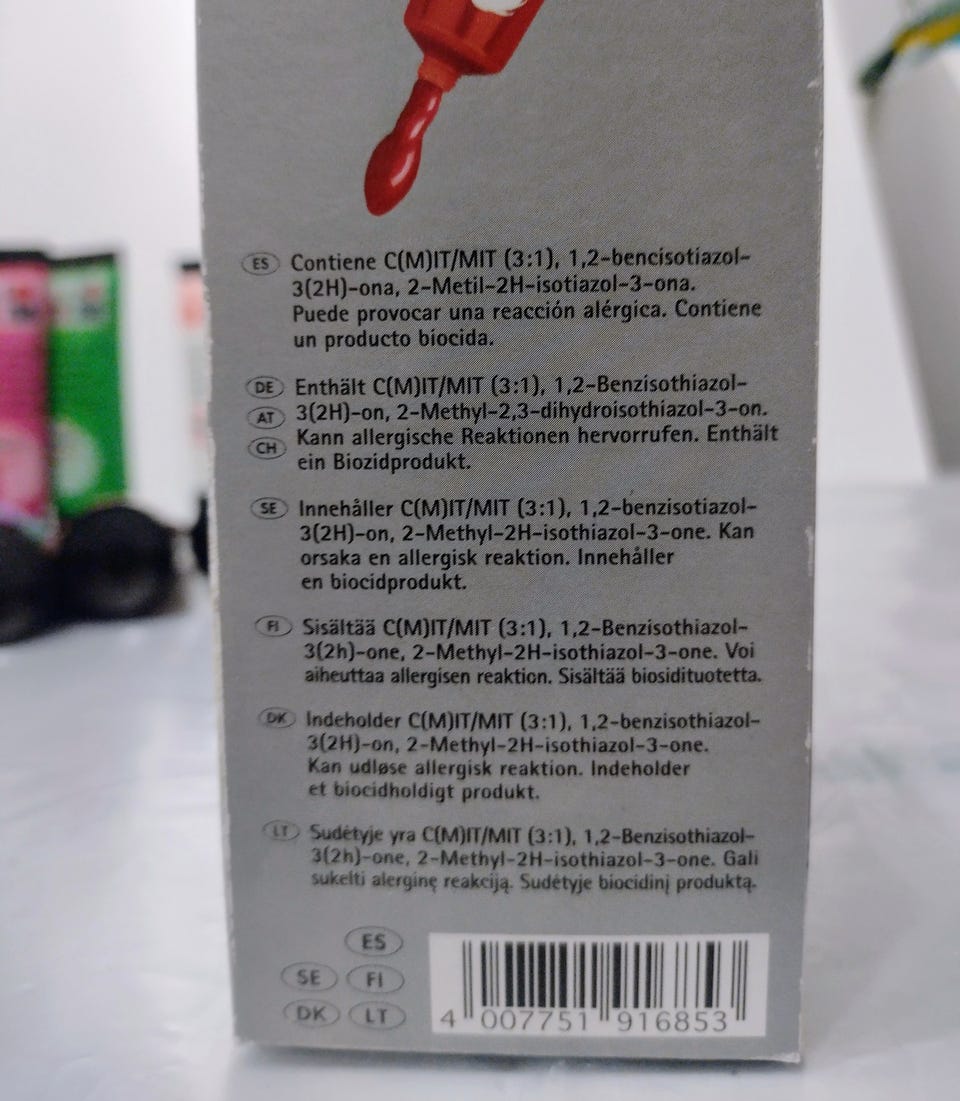 ES Contiene C(M)IT/MIT (3:1), 1,2-bencisotiazol-
3(2H)-ona, 2-Metil-2H-isotiazol-3-ona.
Puede provocar una reacción alérgica. Contiene
un producto biocida.
DE Enthält C(M)IT/MIT (3:1), 1,2-Benzisothiazol-
AT 3(2H)-on, 2-Methyl-2,3-dihydroisothiazol-3-on.
CH Kann allergische Reaktionen hervorrufen. Enthält
ein Biozidprodukt.
SE Innehåller C(M)IT/MIT (3:1), 1,2-benzisotiazol-
3(2H)-on, 2-Methyl-2H-isothiazol-3-one. Kan
orsaka en allergisk reaktion. Innehåller
en biocidprodukt.
FI Sisältää C(M)IT/MIT (3:1), 1,2-Benzisothiazol-
3(2h)-one, 2-Methyl-2H-isothiazol-3-one. Voi
aiheuttaa allergisen reaktion. Sisältää biosidituotetta.
DK Indeholder C(M)IT/MIT (3:1), 1,2-benzisothiazol-
3(2H)-on, 2-Methyl-2H-isothiazol-3-one.
Kan udløse allergisk reaktion. Indeholder
et biocidholdigt produkt.
LT Sudėtyje yra C(M)IT/MIT (3:1), 1,2-Benzisothiazol-
3(2h)-one, 2-Methyl-2H-isothiazol-3-one. Gali
sukelti alerginę reakciją. Sudėtyje biocidinį produktą.
ES
SE FI
DK LT
4 007751 916853